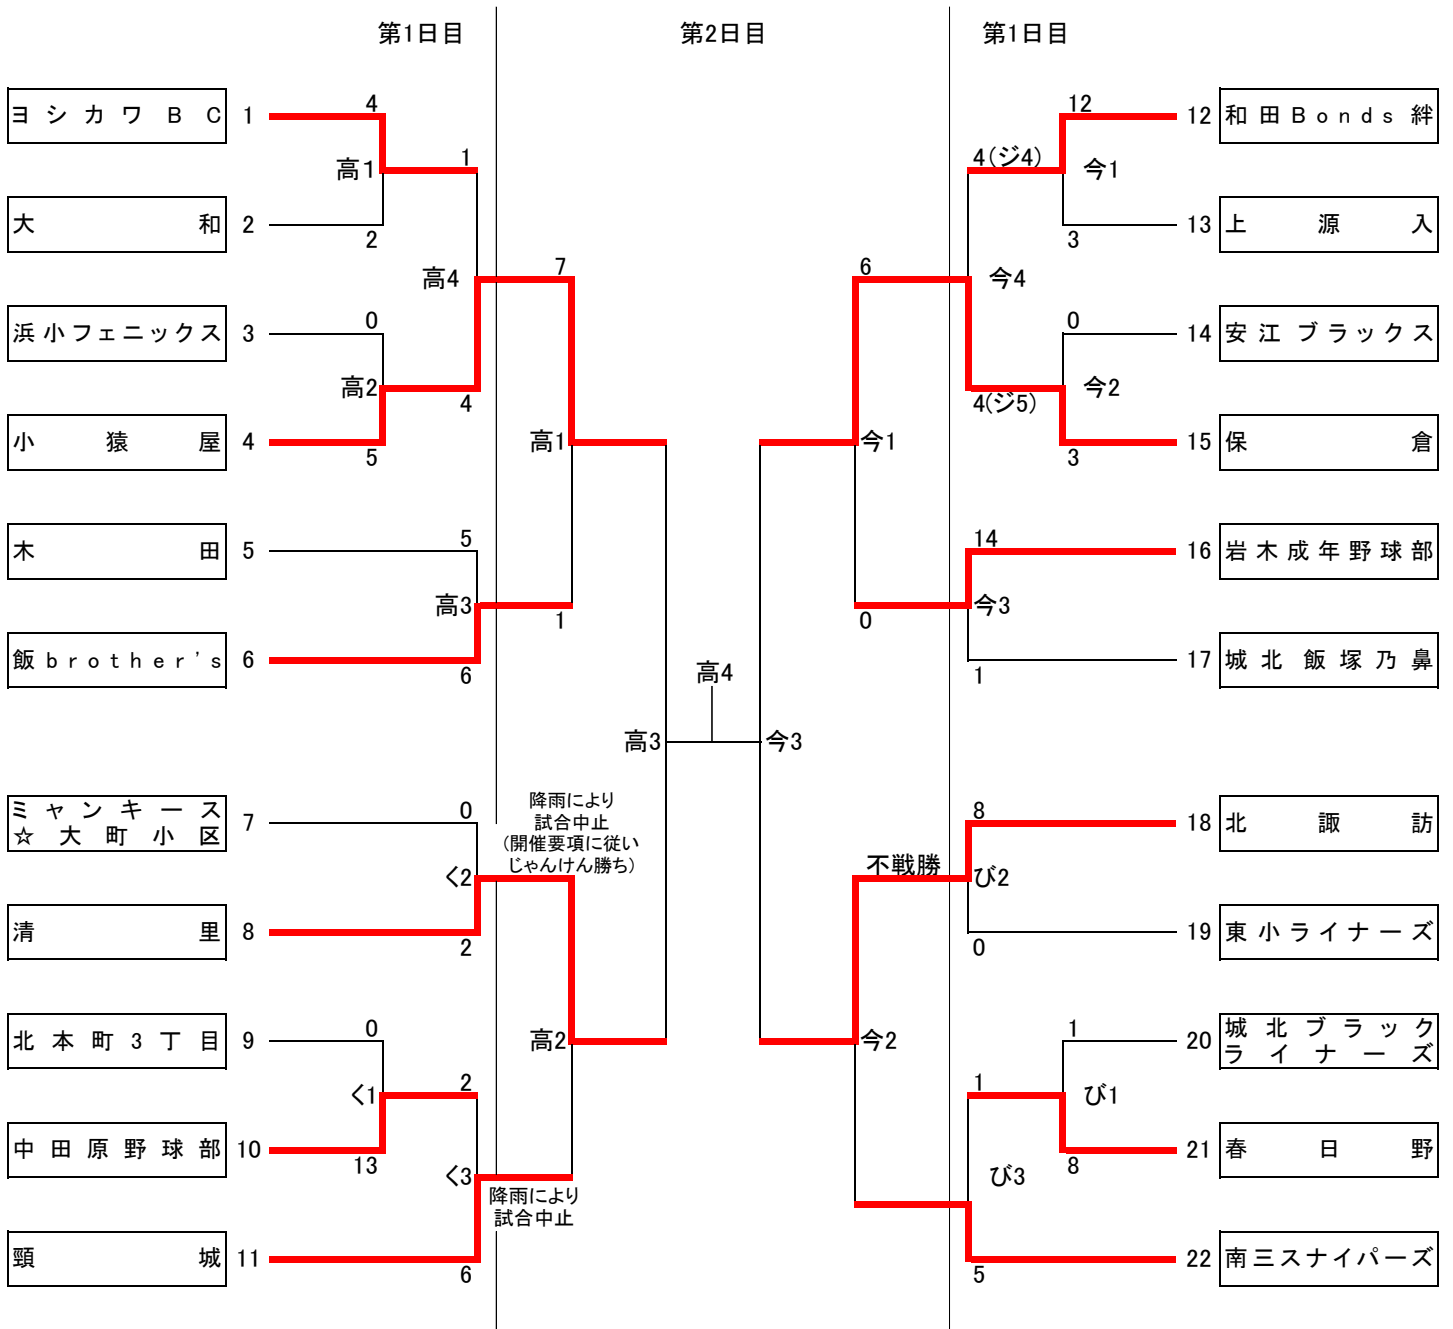 第1日目
第2日目
第1日目
ヨシカワBC 1
4
12
12 和田Bonds絆
高1
1
4(ジ4)
今1
大和 2
2
3
13 上源入
高4
7
6
今4
浜小フェニックス 3
0
0
14 安江ブラックス
高2
4
4(ジ5)
今2
小猿屋 4
5
高1
今1
3
15 保倉
木田 5
5
14
16 岩木成年野球部
高3
1
0
今3
飯brother's 6
6
1
17 城北飯塚乃鼻
高4
高3
今3
ミャンキース
☆大町小区
7
0
降雨により
試合中止
(開催要項に従い
じゃんけん勝ち)
8
18 北諏訪
く2
不戦勝
び2
清里 8
2
0
19 東小ライナーズ
北本町3丁目 9
0
高2
今2
1
20 城北ブラック
ライナーズ
く1
2
1
び1
中田原野球部 10
13
8
21 春日野
く3
降雨により
試合中止
び3
頸城 11
6
5
22 南三スナイパーズ